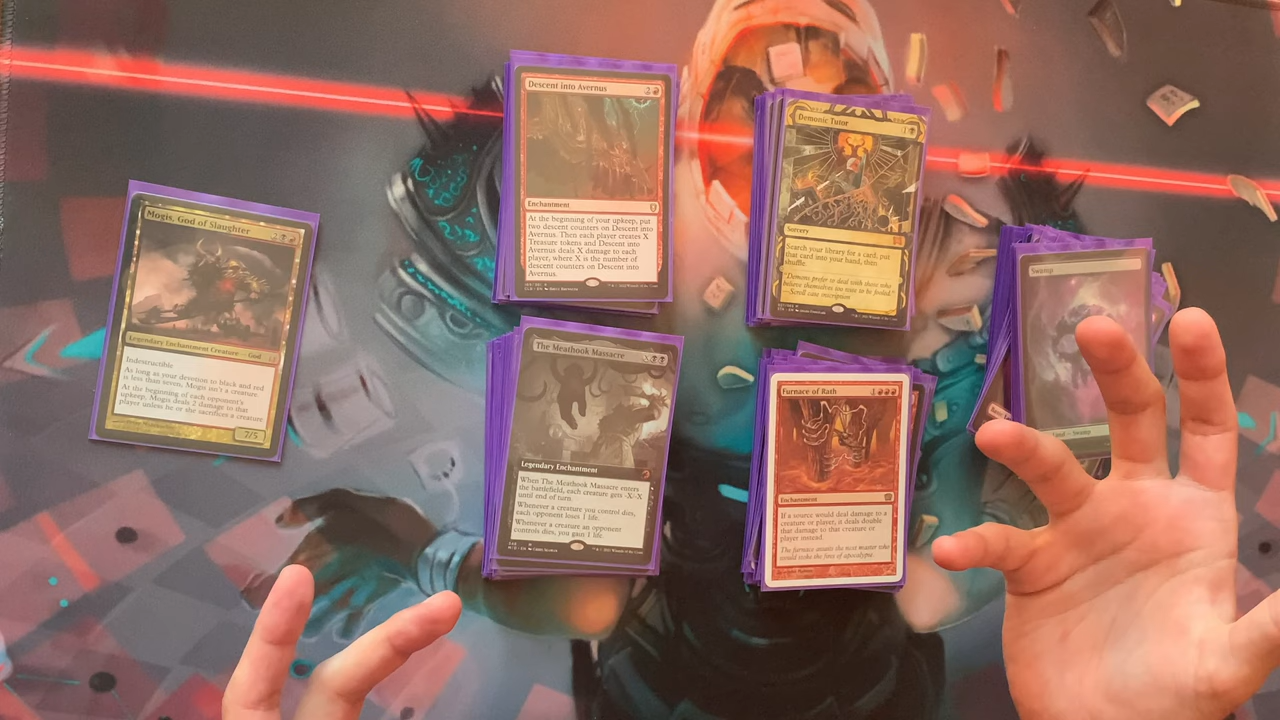 Mogis, God of Slaughter
Legendary Enchantment Creature — God
Indestructible
As long as your devotion to black and red
is less than seven, Mogis isn't a creature.
At the beginning of each opponent's
upkeep, Mogis deals 2 damage to that
player unless he or she sacrifices a creature
7/5
Descent into Avernus
2
Enchantment
At the beginning of your upkeep, put
two descent counters on Descent into
Avernus. Then each player creates X
Treasure tokens and Descent into
Avernus deals X damage to each
player, where X is the number of
descent counters on Descent into
Avernus.
The Meathook Massacre
X
Legendary Enchantment
When The Meathook Massacre enters
the battlefield, each creature gets -X/-X
until end of turn.
Whenever a creature you control dies,
each opponent loses 1 life.
Whenever a creature an opponent
controls dies, you gain 1 life.
Demonic Tutor
1
Sorcery
Search your library for a card, put
that card into your hand, then
shuffle.
"Demons prefer to deal with those who
believe themselves too wise to be fooled."
—Scroll case inscription
Furnace of Rath
1
Enchantment
If a source would deal damage to a
creature or player, it deals double
that damage to that creature or
player instead.
The furnace awaits the next master who
would stoke the fires of apocalypse.
Swamp
Land — Swamp